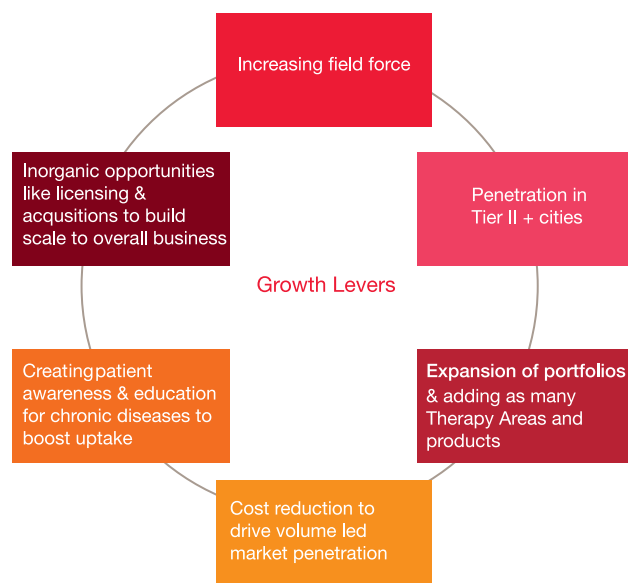 Increasing field force
Inorganic opportunities
like licensing &
acqusitions to build
scale to overall business
Penetration in
Tier II + cities
Growth Levers
Creatingpatient
awareness & education
for chronic diseases to
boost uptake
Expansion of portfolios
& adding as many
Therapy Areas and
products
Cost reduction to
drive volume led
market penetration